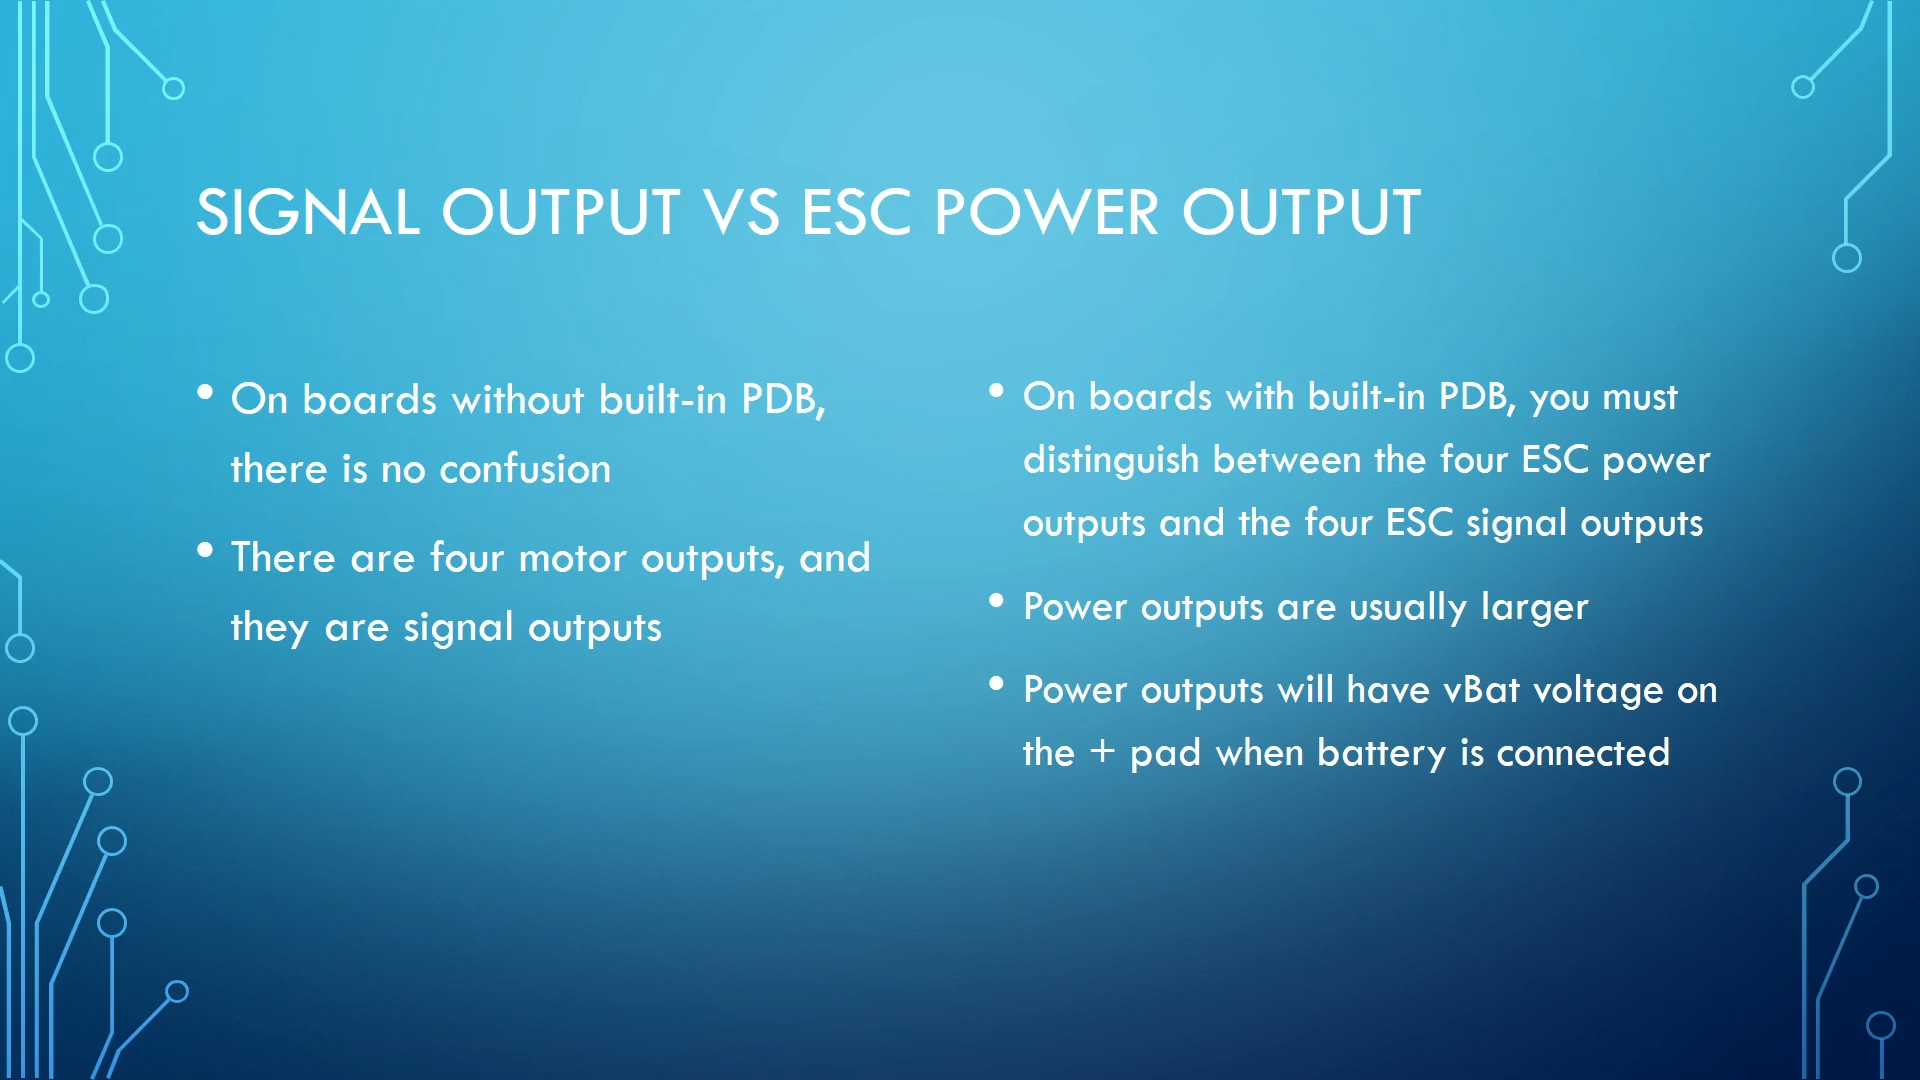 SIGNAL OUTPUT VS ESC POWER OUTPUT
• On boards without built-in PDB,
there is no confusion
• There are four motor outputs, and
they are signal outputs
• On boards with built-in PDB, you must
distinguish between the four ESC power
outputs and the four ESC signal outputs
• Power outputs are usually larger
• Power outputs will have vBat voltage on
the + pad when battery is connected